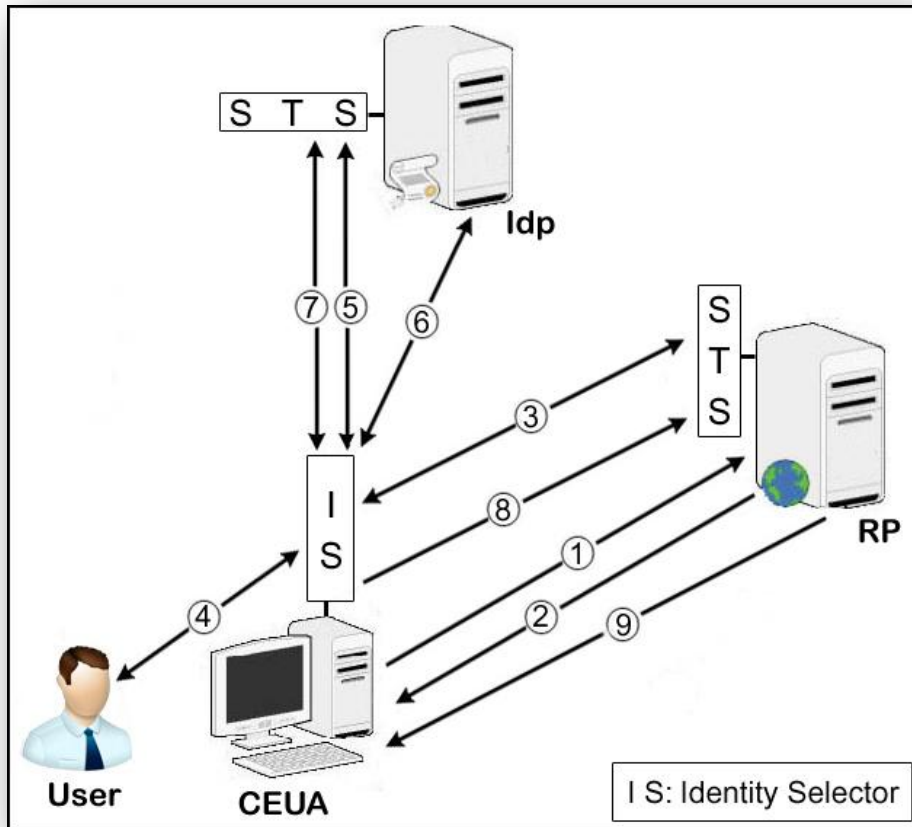 S T S
Idp
⑦
⑤
⑥
S
T
S
③
⑧
RP
I
S
①
④
②
⑨
User
CEUA
I S: Identity Selector